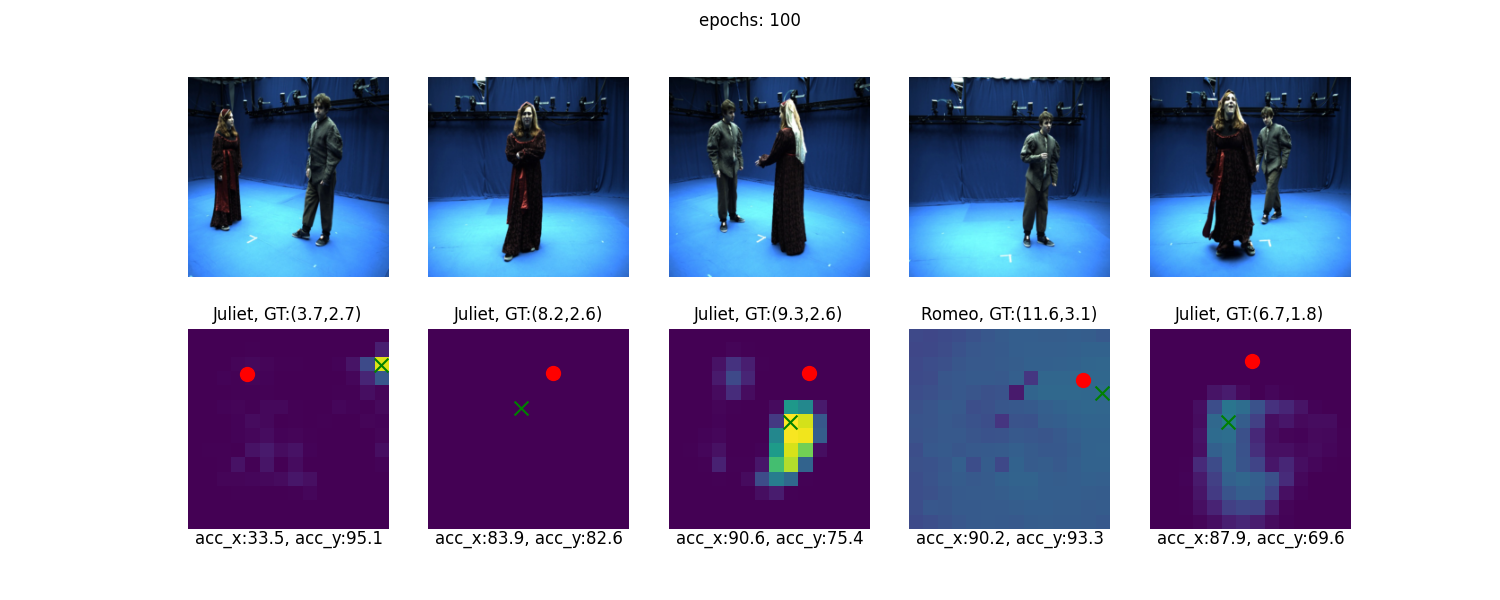 epochs: 100
Juliet, GT:(3.7,2.7)
Juliet, GT:(8.2,2.6)
Juliet, GT:(9.3,2.6)
Romeo, GT:(11.6,3.1)
Juliet, GT:(6.7,1.8)
acc_x:33.5, acc_y:95.1
acc_x:83.9, acc_y:82.6
acc_x:90.6, acc_y:75.4
acc_x:90.2, acc_y:93.3
acc_x:87.9, acc_y:69.6